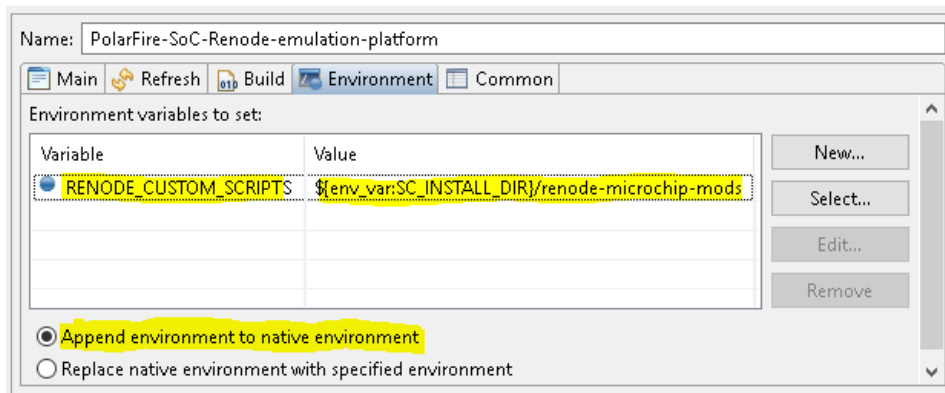 Name: PolarFire-SoC-Renode-emulation-platform
Main Refresh Build Environment Common
Environment variables to set:
Variable Value
RENODE_CUSTOM_SCRIPTS ${env_var:SC_INSTALL_DIR}/renode-microchip-mods
New...
Select...
Edit...
Remove
Append environment to native environment
Replace native environment with specified environment